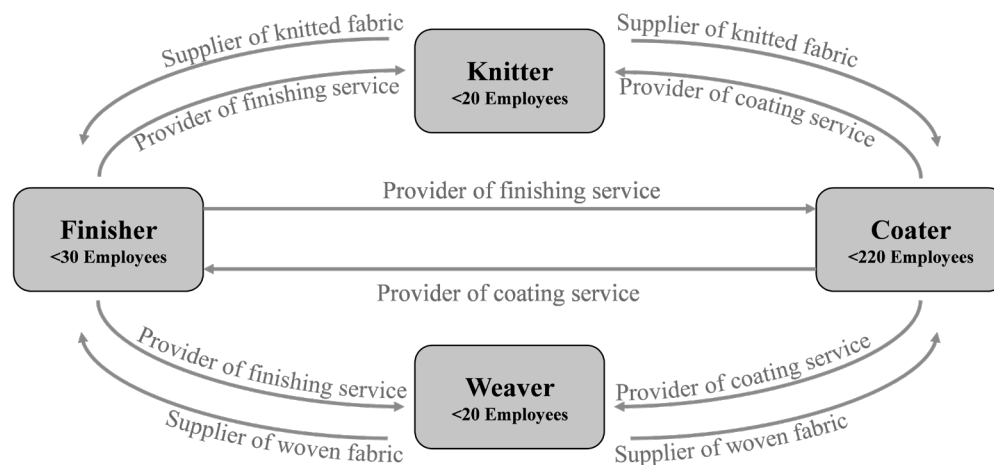 Supplier of knitted fabric
Supplier of knitted fabric
Knitter
<20 Employees
Provider of finishing service
Provider of coating service
Provider of finishing service
Finisher
<30 Employees
Coater
<220 Employees
Provider of coating service
Provider of finishing service
Provider of coating service
Weaver
<20 Employees
Supplier of woven fabric
Supplier of woven fabric